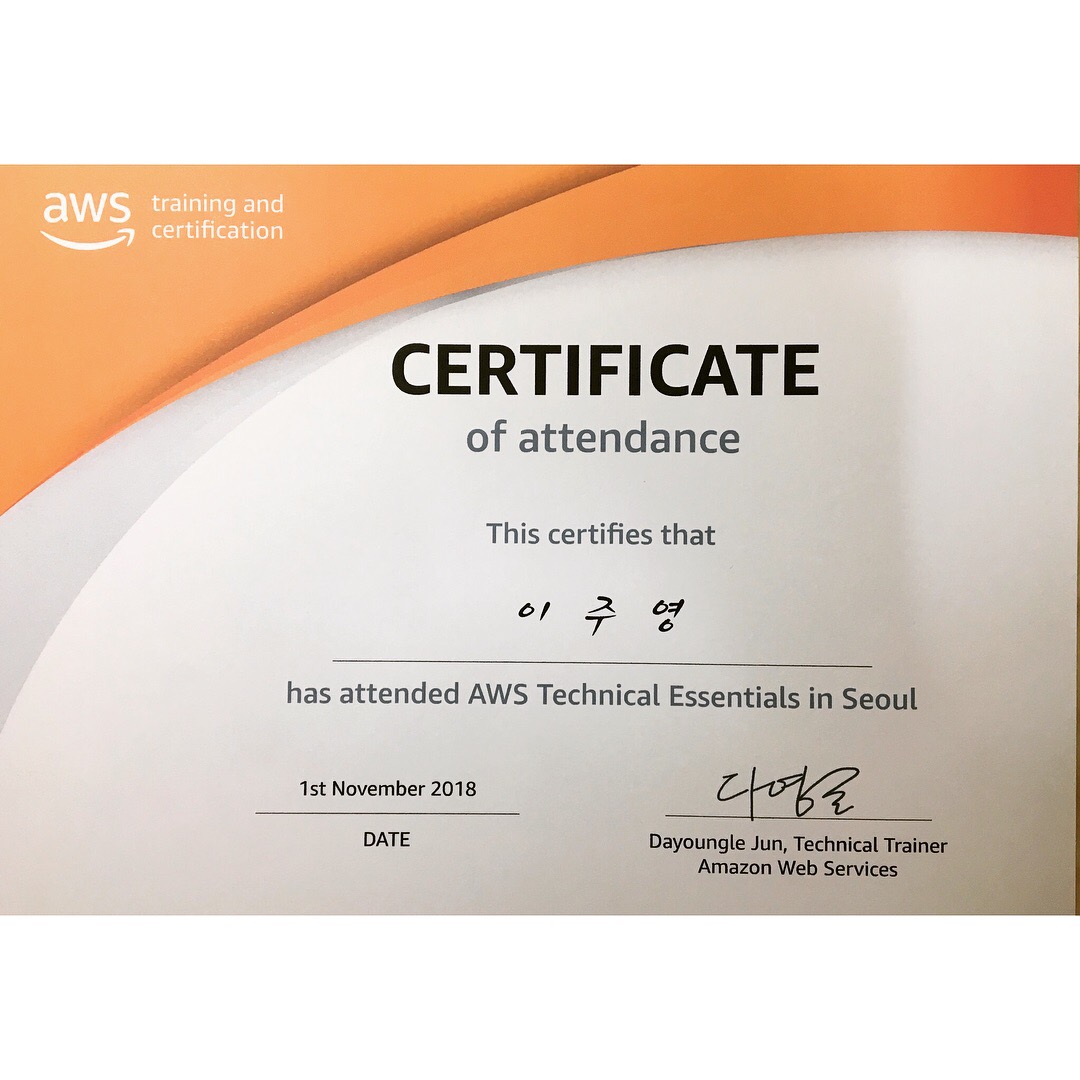 aws training and
certification
CERTIFICATE
of attendance
This certifies that
이 주 영
has attended AWS Technical Essentials in Seoul
1st November 2018
DATE
다영글
Dayoungle Jun, Technical Trainer
Amazon Web Services